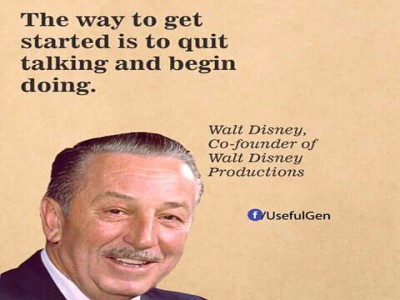 The way to get
started is to quit
talking and begin
doing.
Walt Disney,
Co-founder of
Walt Disney
Productions
f/UsefulGen